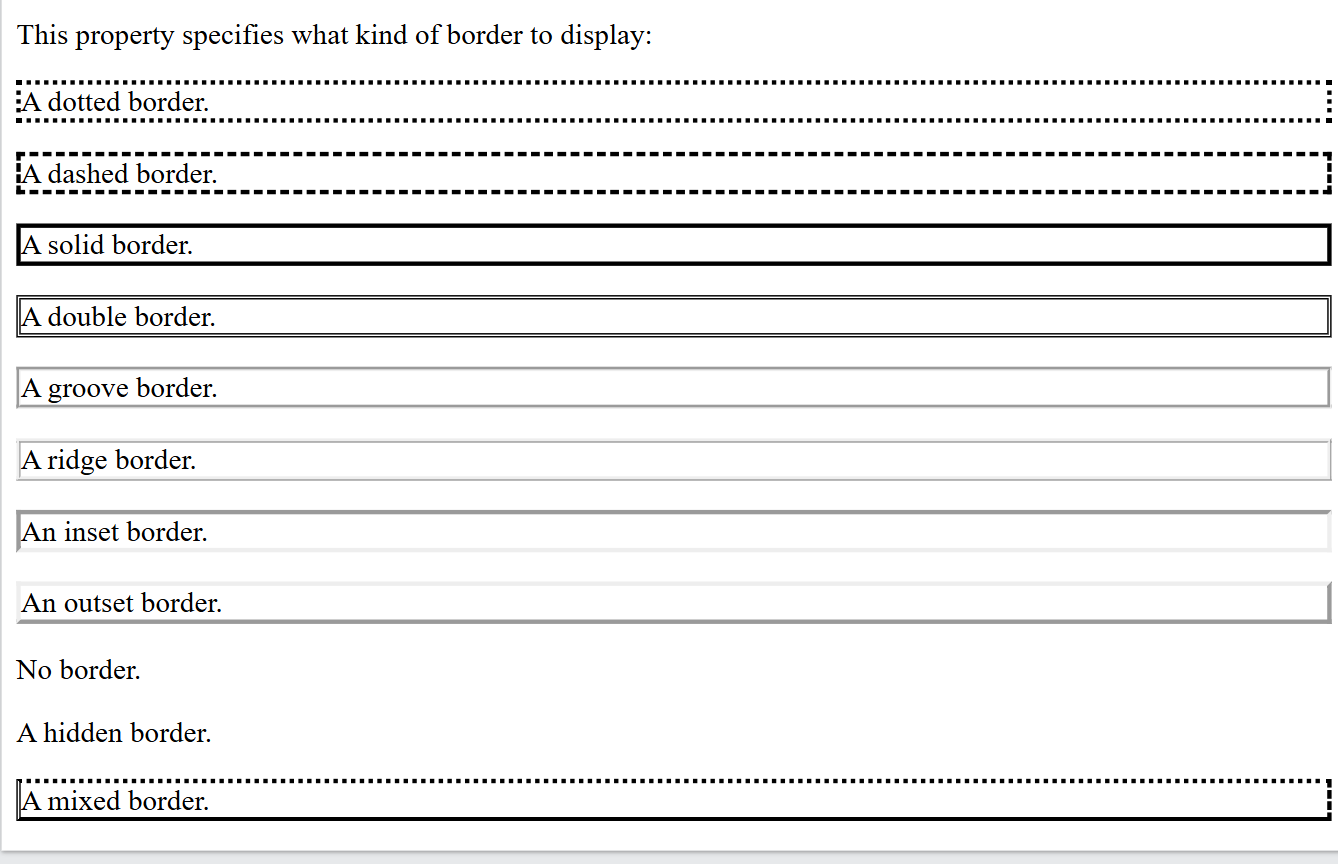 This property specifies what kind of border to display:
A dotted border.
A dashed border.
A solid border.
A double border.
A groove border.
A ridge border.
An inset border.
An outset border.
No border.
A hidden border.
A mixed border.